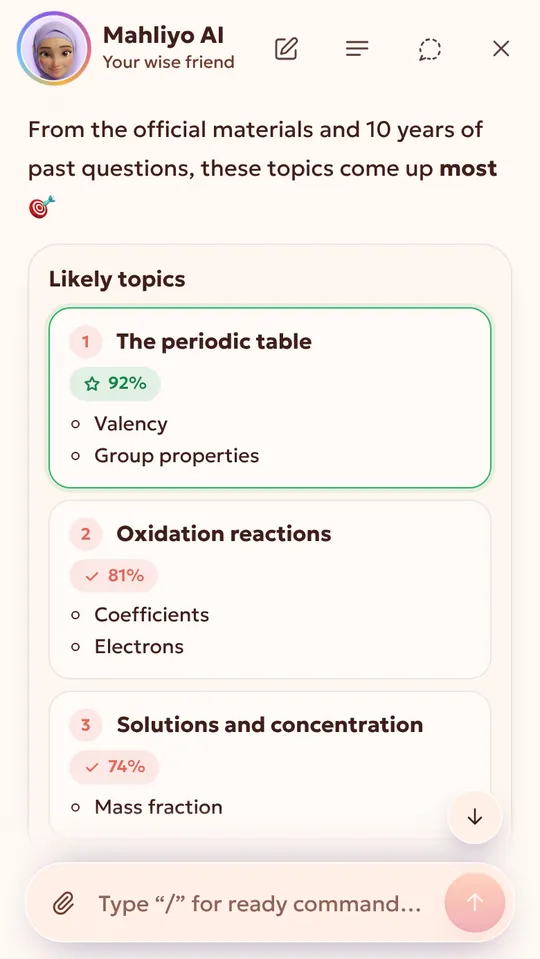 Mahliyo AI
Your wise friend
From the official materials and 10 years of
past questions, these topics come up most
🎯
Likely topics
1 The periodic table
92%
Valency
Group properties
2 Oxidation reactions
81%
Coefficients
Electrons
3 Solutions and concentration
74%
Mass fraction
Type “/” for ready command…